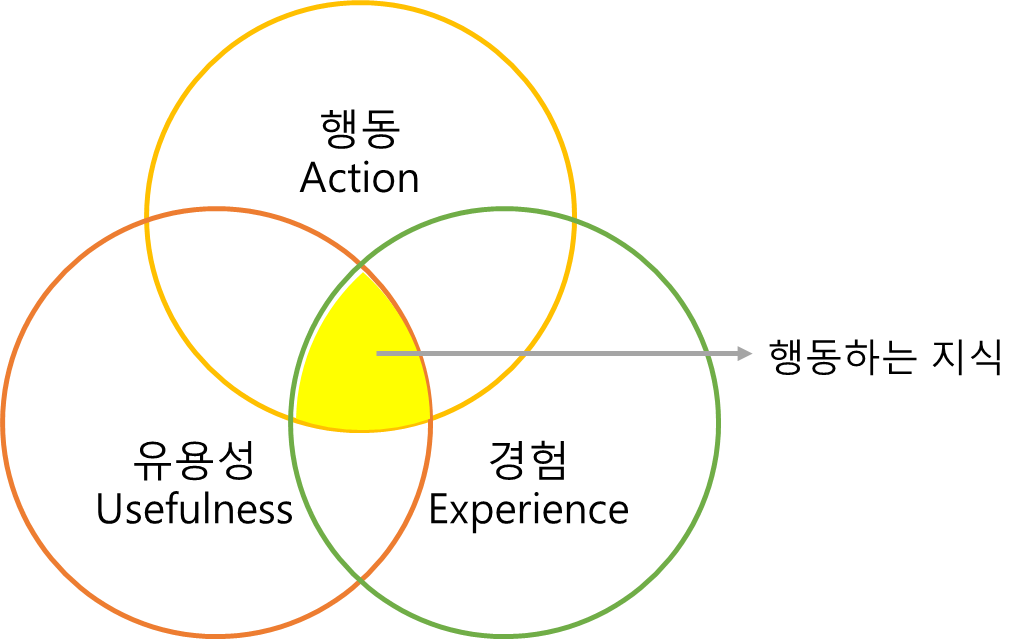 행동
Action
행동하는 지식
유용성
Usefulness
경험
Experience